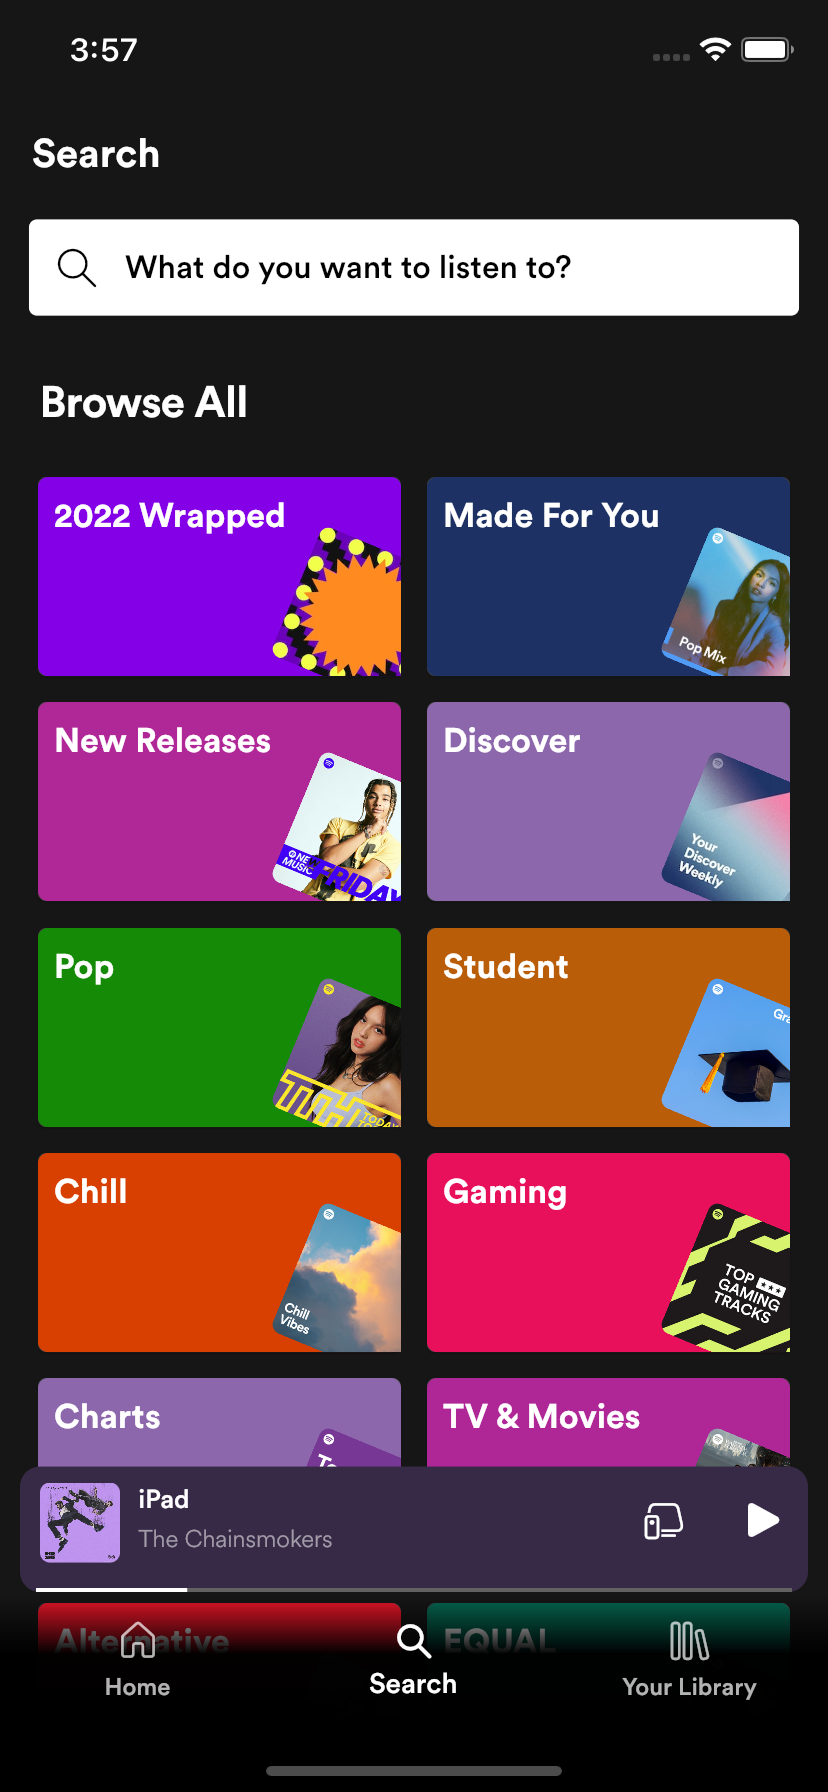 3:57
Search
What do you want to listen to?
Browse All
2022 Wrapped
Made For You
Pop Mix
New Releases
NEW
MUSIC
FRIDAY
Discover
Your
Discover
Weekly
Pop
TTH
TODAY
Student
Chill
Chill
Vibes
Gaming
TOP
GAMING
TRACKS
Charts
TV & Movies
iPad
The Chainsmokers
Alternative
EQUAL
Home
Search
Your Library